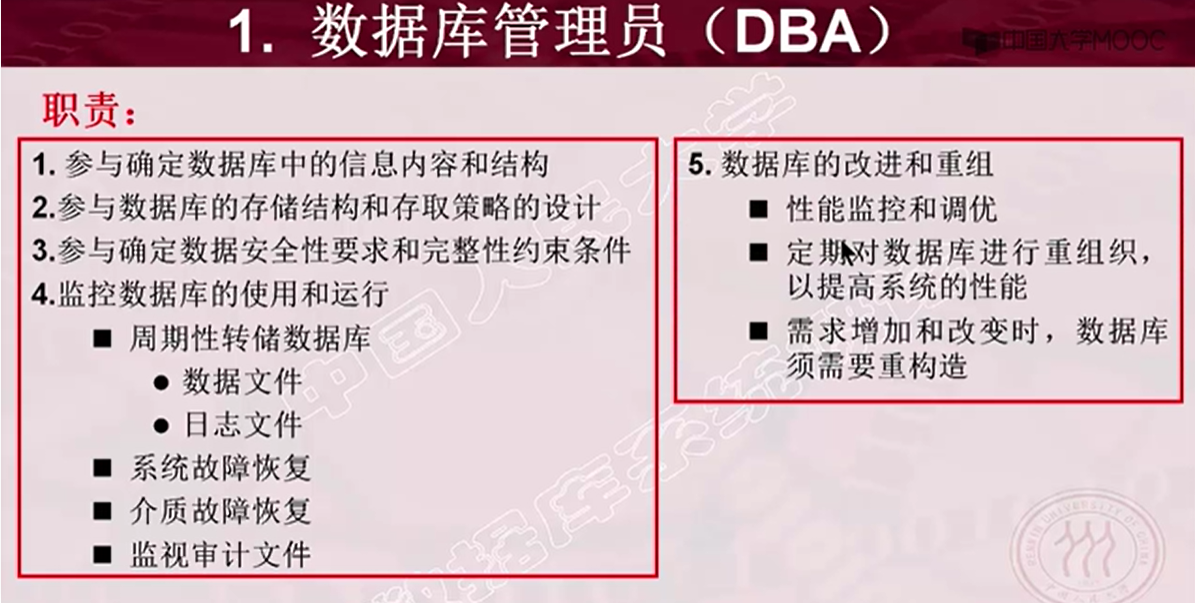 1. 数据库管理员（DBA）
中国大学MOOC
职责：
1. 参与确定数据库中的信息内容和结构
2.参与数据库的存储结构和存取策略的设计
3.参与确定数据安全性要求和完整性约束条件
4.监控数据库的使用和运行
■ 周期性转储数据库
● 数据文件
● 日志文件
■ 系统故障恢复
■ 介质故障恢复
■ 监视审计文件
5. 数据库的改进和重组
■ 性能监控和调优
■ 定期对数据库进行重组织，
以提高系统的性能
■ 需求增加和改变时，数据库
须需要重构造
中国人民大学
数据库系统
RENMIN UNIVERSITY OF CHINA